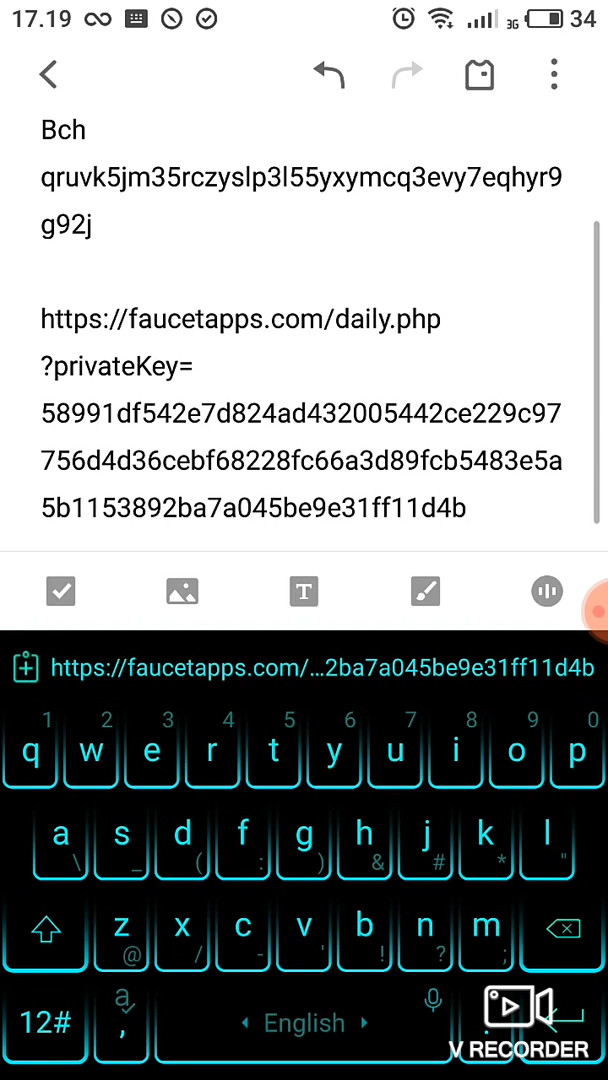 17.19
3G
34
Bch
qruvk5jm35rczyslp3l55yxymcq3evy7eqhyr9
g92j
https://faucetapps.com/daily.php
?privateKey=
58991df542e7d824ad432005442ce229c97
756d4d36cebf68228fc66a3d89fcb5483e5a
5b1153892ba7a045be9e31ff11d4b
T
https://faucetapps.com/...2ba7a045be9e31ff11d4b
1 2 3 4 5 6 7 8 9 0
q w e r t y u i o p
a s d f g h j k l
\ _ ( : ) & # * "
z x c v b n m
@ / - ' ! ? ;
12# a , English .
V RECORDER